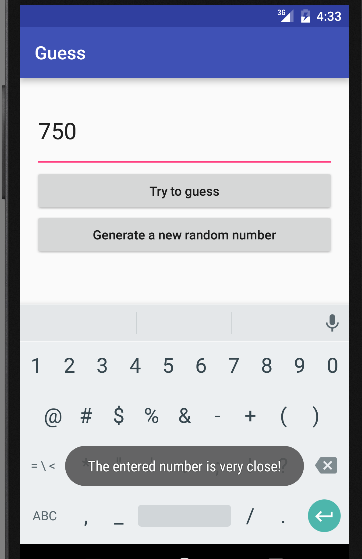 3G 4:33
Guess
750
Try to guess
Generate a new random number
1 2 3 4 5 6 7 8 9 0
@ # $ % & - + ( )
= \ <
The entered number is very close!
ABC , _ / .